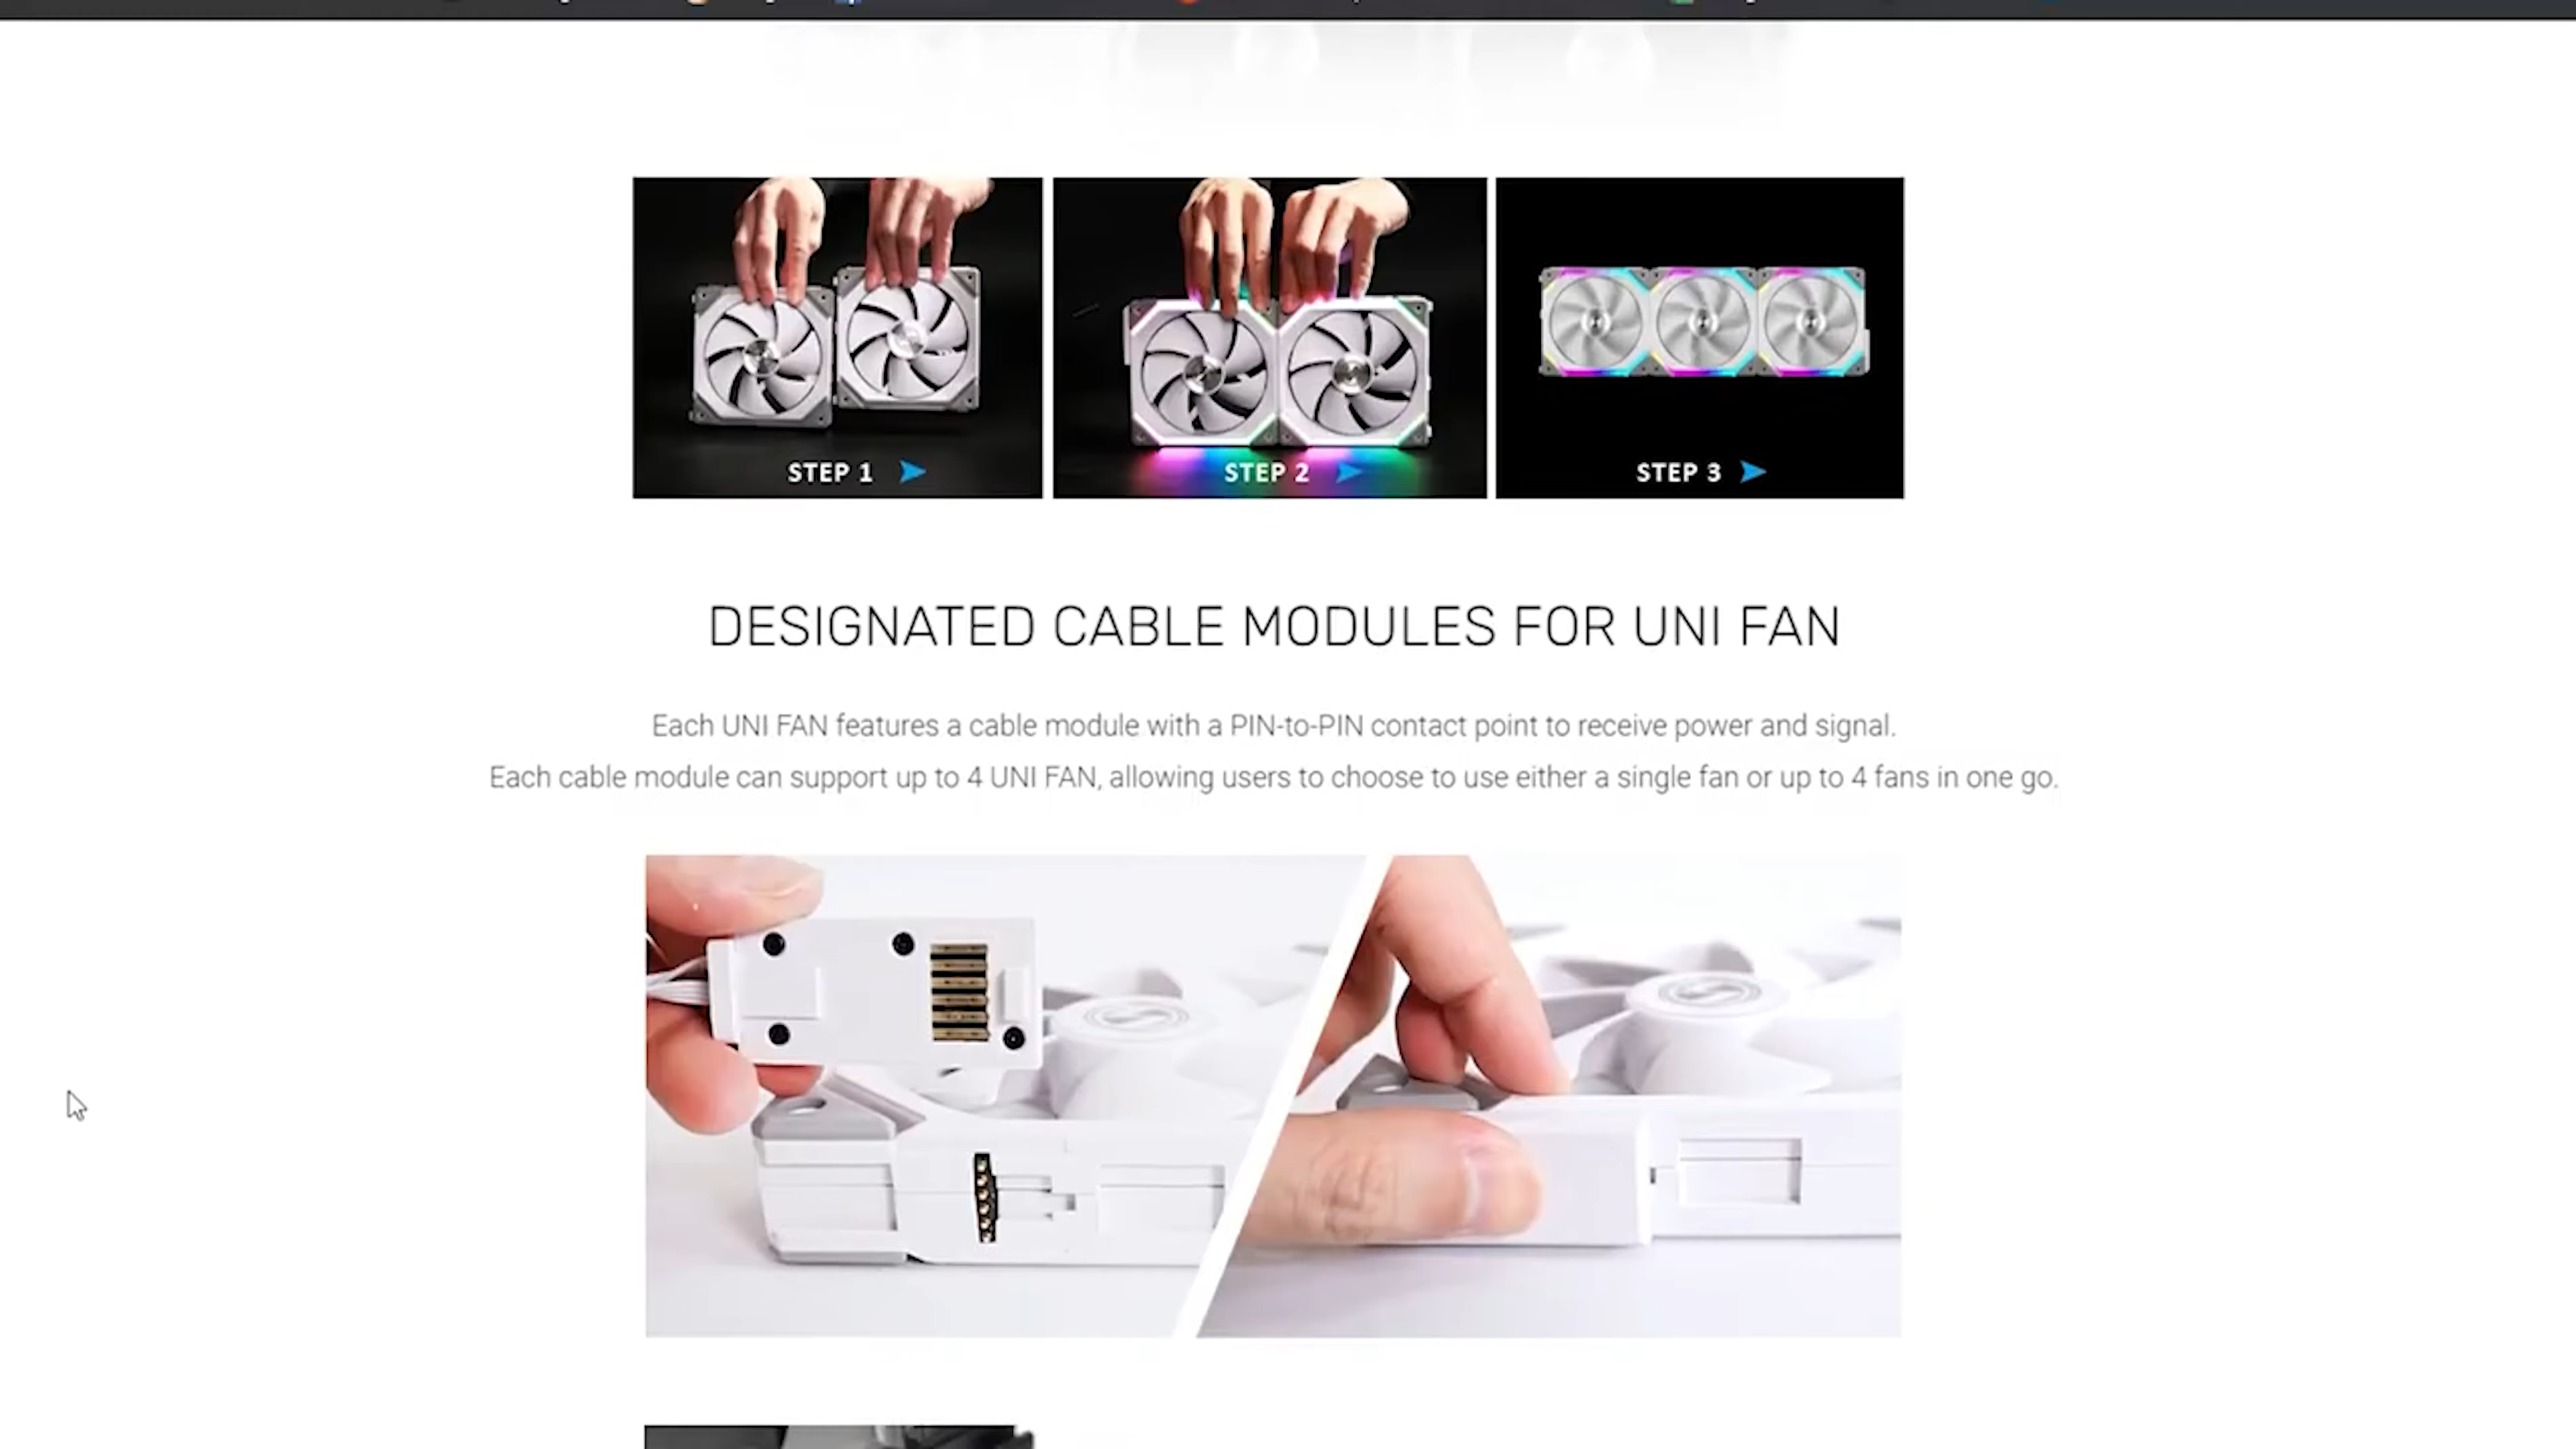 STEP 1
STEP 2
STEP 3
DESIGNATED CABLE MODULES FOR UNI FAN
Each UNI FAN features a cable module with a PIN-to-PIN contact point to receive power and signal.
Each cable module can support up to 4 UNI FAN, allowing users to choose to use either a single fan or up to 4 fans in one go.